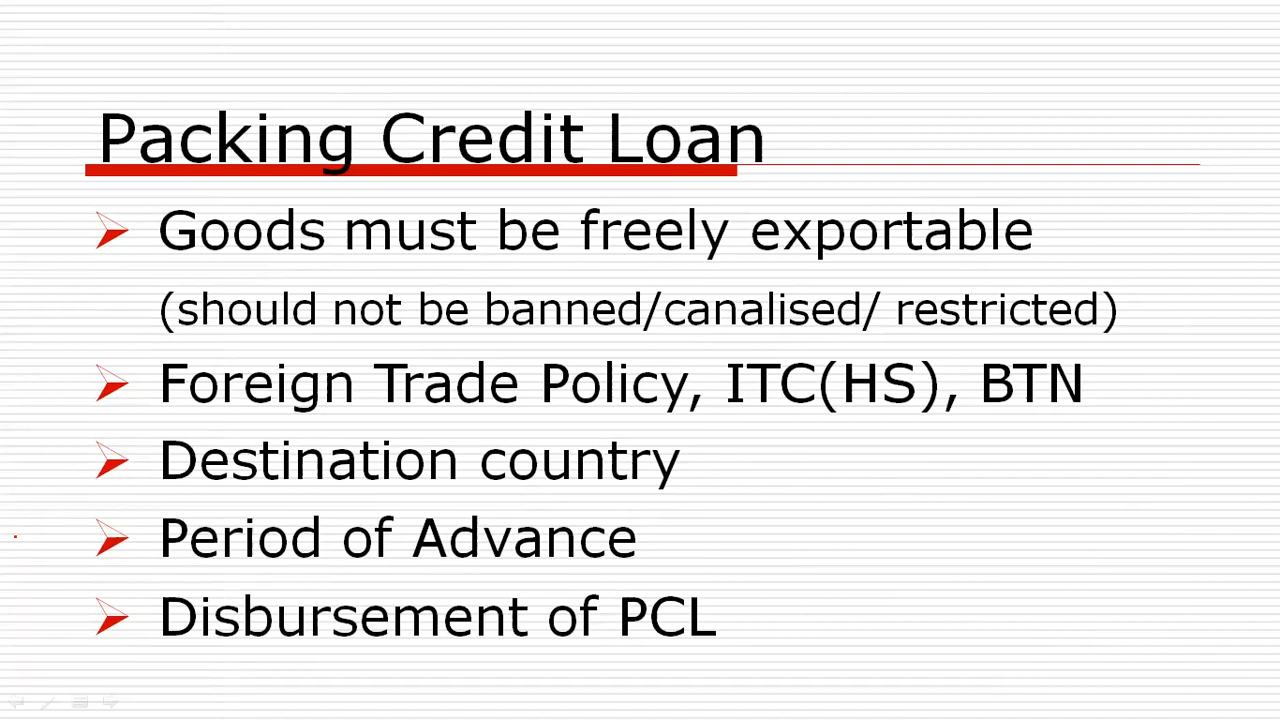 Packing Credit Loan
Goods must be freely exportable
(should not be banned/canalised/ restricted)
Foreign Trade Policy, ITC(HS), BTN
Destination country
Period of Advance
Disbursement of PCL